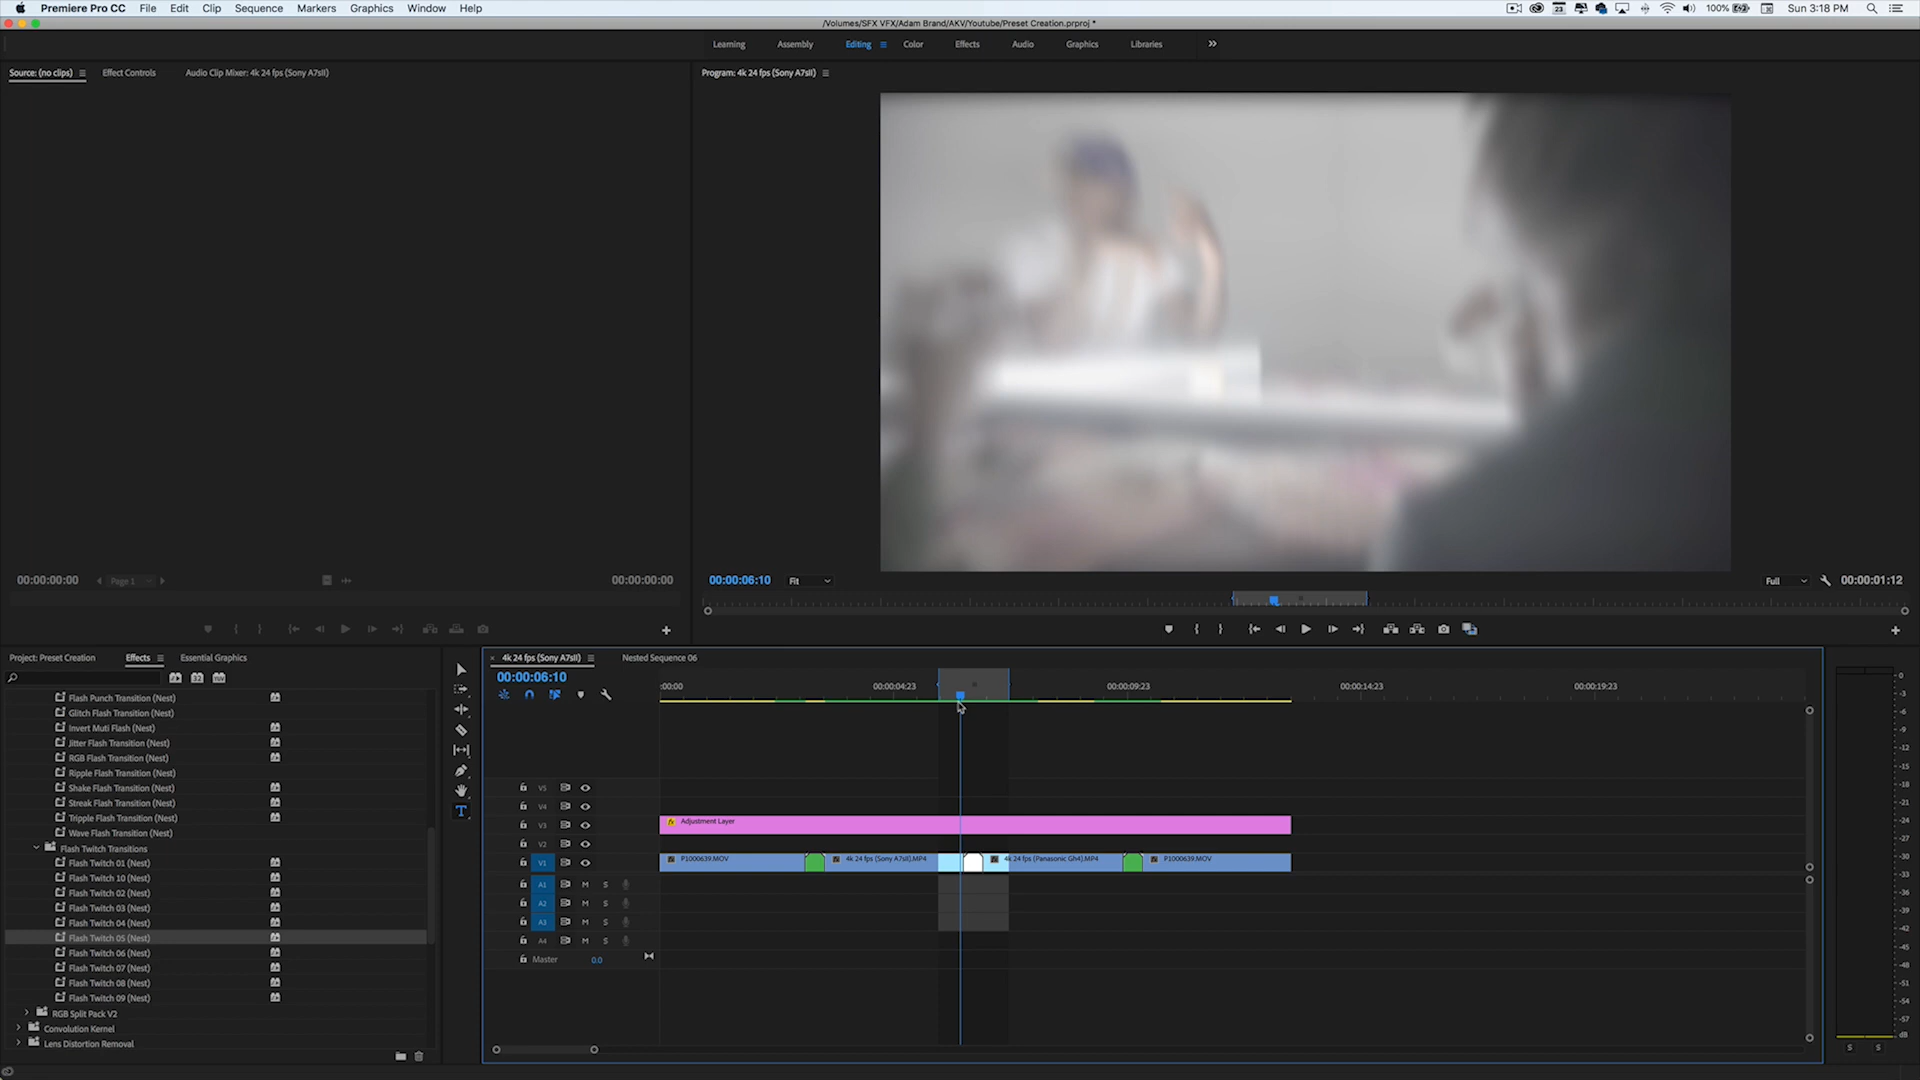 Premiere Pro CC File Edit Clip Sequence Markers Graphics Window Help
100% Sun 3:18 PM
/Volumes/SFX VFX/Adam Brand/AKV/Youtube/Preset Creation.prproj *
Learning Assembly Editing Color Effects Audio Graphics Libraries
Source: (no clips) Effect Controls Audio Clip Mixer: 4k 24 fps (Sony A7sII)
Program: 4k 24 fps (Sony A7sII)
00:00:00:00 Page 1 00:00:00:00
00:00:06:10 Fit Full 00:00:01:12
Project: Preset Creation Effects Essential Graphics
Flash Punch Transition (Nest)
Glitch Flash Transition (Nest)
Invert Muti Flash (Nest)
Jitter Flash Transition (Nest)
RGB Flash Transition (Nest)
Ripple Flash Transition (Nest)
Shake Flash Transition (Nest)
Streak Flash Transition (Nest)
Tripple Flash Transition (Nest)
Wave Flash Transition (Nest)
Flash Twitch Transitions
Flash Twitch 01 (Nest)
Flash Twitch 10 (Nest)
Flash Twitch 02 (Nest)
Flash Twitch 03 (Nest)
Flash Twitch 04 (Nest)
Flash Twitch 05 (Nest)
Flash Twitch 06 (Nest)
Flash Twitch 07 (Nest)
Flash Twitch 08 (Nest)
Flash Twitch 09 (Nest)
RGB Split Pack V2
Convolution Kernel
Lens Distortion Removal
4k 24 fps (Sony A7sII) Nested Sequence 06
00:00:06:10
:00:00 00:00:04:23 00:00:09:23 00:00:14:23 00:00:19:23
V5
V4
V3 Adjustment Layer
V2
V1 P1000639.MOV 4k 24 fps (Sony A7sII).MP4 4k 24 fps (Panasonic Gh4).MP4 P1000639.MOV
A1 M S
A2 M S
A3 M S
A4 M S
Master 0.0
0
-3
-6
-9
-12
-15
-18
-21
-24
-27
-30
-33
-36
-39
-42
-45
-48
-51
-54
-57
dB
S S